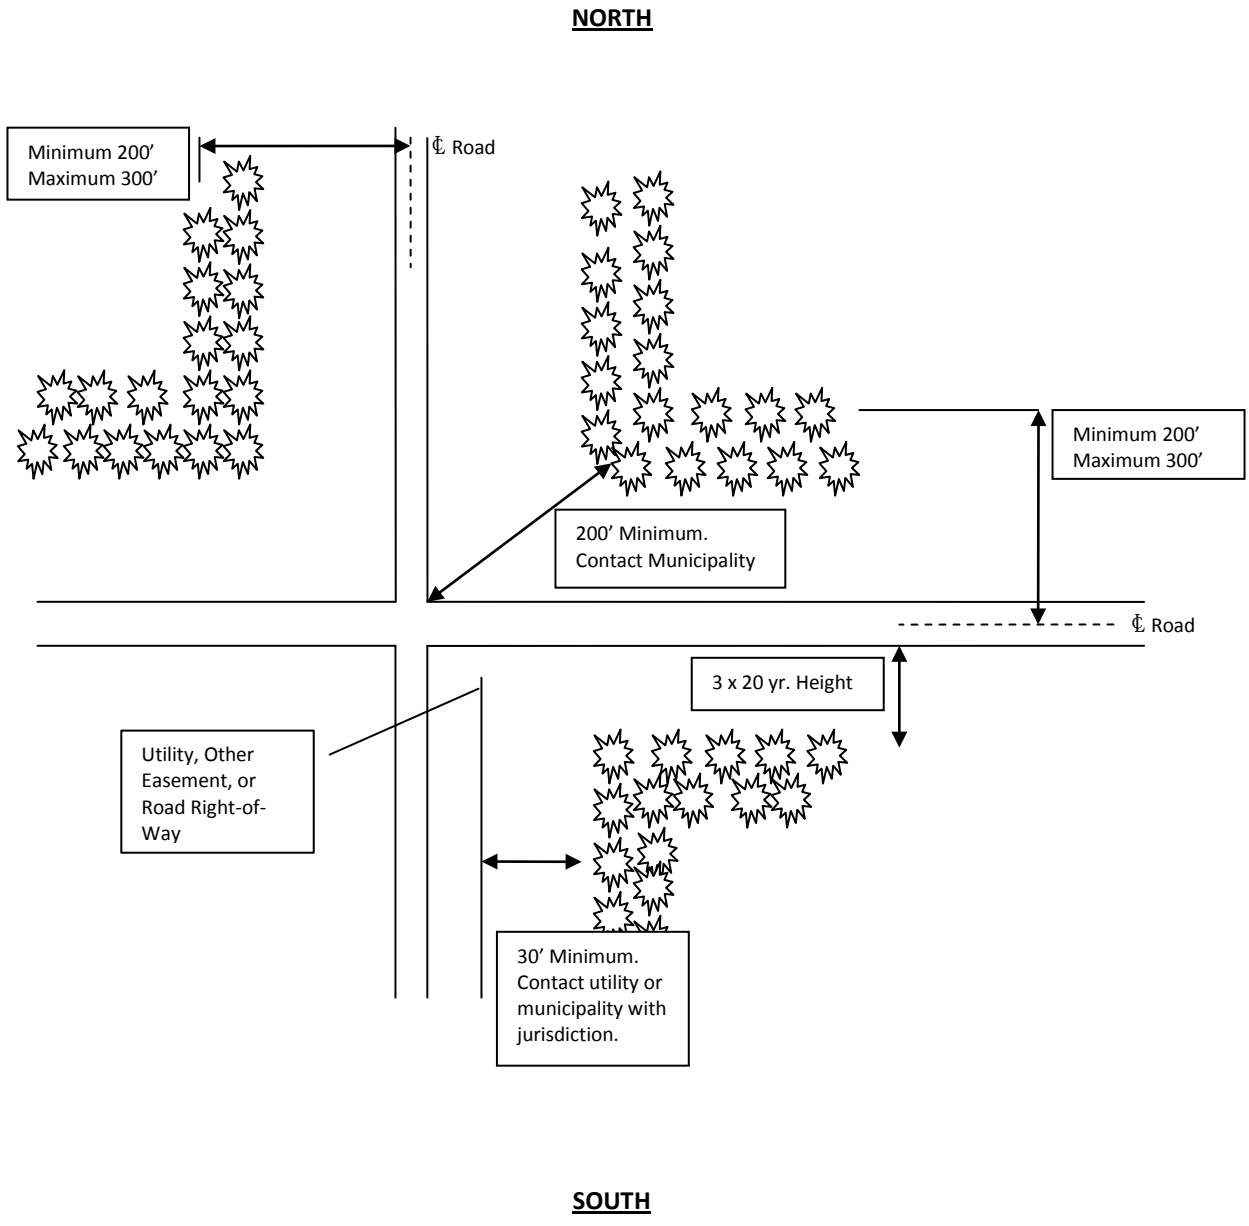 NORTH
Minimum 200’
Maximum 300’
℄ Road
Minimum 200’
Maximum 300’
200’ Minimum.
Contact Municipality
℄ Road
3 x 20 yr. Height
Utility, Other
Easement, or
Road Right-of-
Way
30’ Minimum.
Contact utility or
municipality with
jurisdiction.
SOUTH